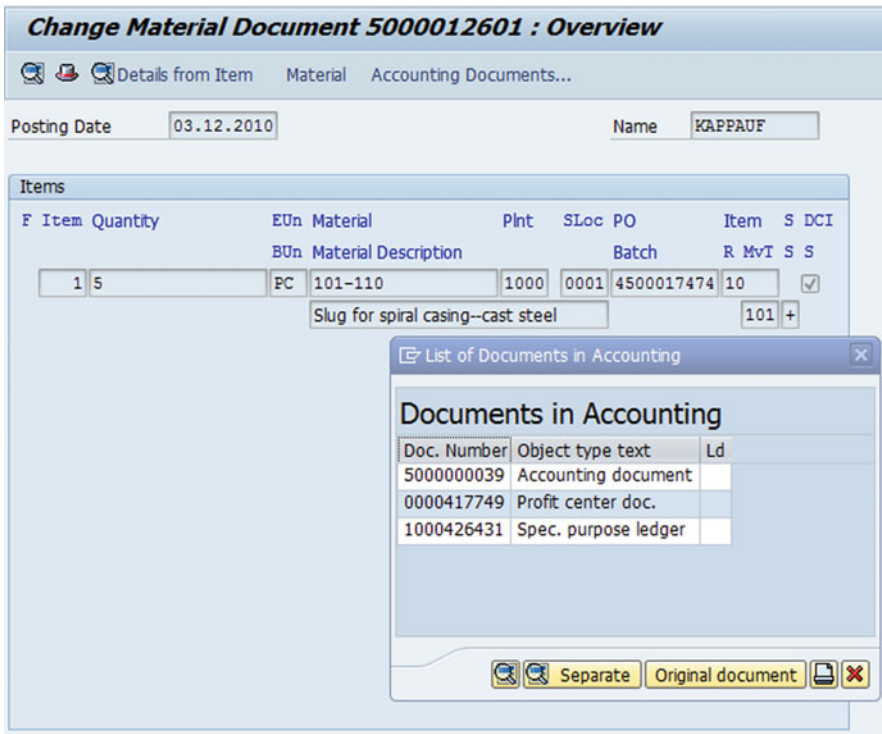 Change Material Document 5000012601 : Overview
Details from Item Material Accounting Documents...
Posting Date 03.12.2010 Name KAPPAUF
Items
F Item Quantity EUn Material Plnt SLoc PO Item S DCI
BUn Material Description Batch R MvT S S
1 5 PC 101-110 1000 0001 4500017474 10
Slug for spiral casing--cast steel 101 +
List of Documents in Accounting
Documents in Accounting
Doc. Number Object type text Ld
5000000039 Accounting document
0000417749 Profit center doc.
1000426431 Spec. purpose ledger
Separate Original document